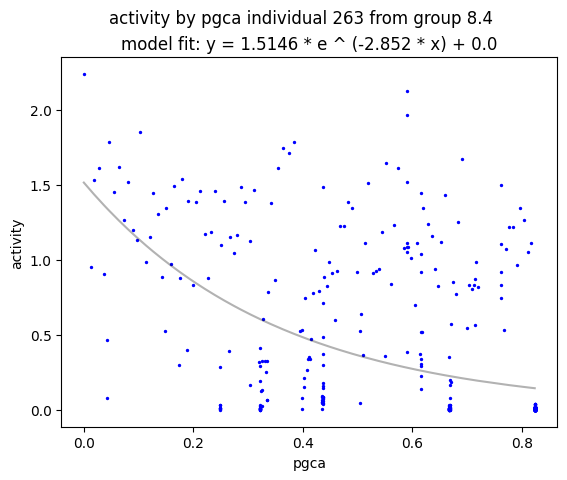 activity by pgca individual 263 from group 8.4
model fit: y = 1.5146 * e ^ (-2.852 * x) + 0.0
2.0
1.5
1.0
0.5
0.0
activity
0.0 0.2 0.4 0.6 0.8
pgca